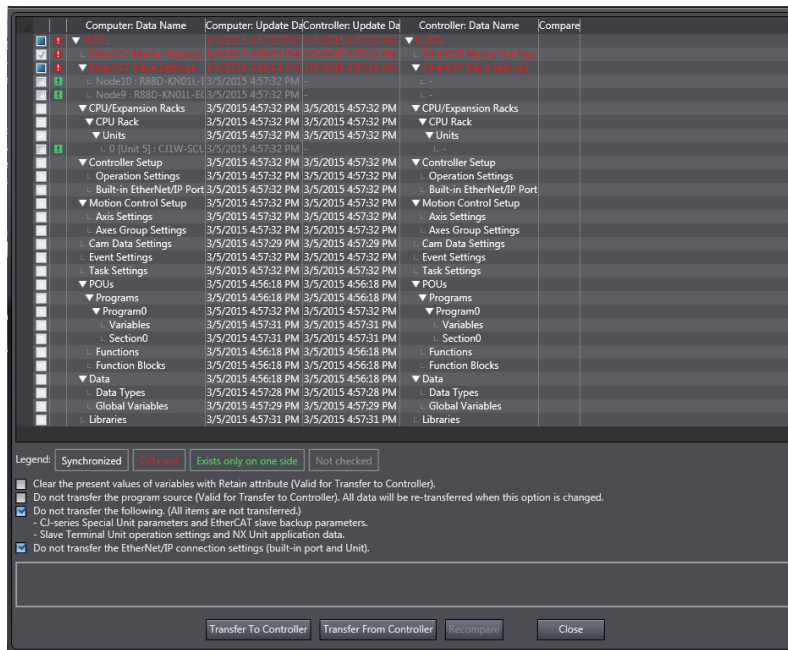 Computer: Data Name Computer: Update Da Controller: Update Da Controller: Data Name Compare
EtherCAT Master Settings EtherCAT Master Settings
EtherCAT Slave Settings EtherCAT Slave Settings
Node10 : R88D-KN01L-E 3/5/2015 4:57:32 PM - -
Node9 : R88D-KN01L-EC 3/5/2015 4:57:32 PM - -
CPU/Expansion Racks 3/5/2015 4:57:32 PM 3/5/2015 4:57:32 PM CPU/Expansion Racks
CPU Rack 3/5/2015 4:57:32 PM 3/5/2015 4:57:32 PM CPU Rack
Units 3/5/2015 4:57:32 PM 3/5/2015 4:57:32 PM Units
0 [Unit 5] : CJ1W-SCU 3/5/2015 4:57:32 PM - -
Controller Setup 3/5/2015 4:57:32 PM 3/5/2015 4:57:32 PM Controller Setup
Operation Settings 3/5/2015 4:57:32 PM 3/5/2015 4:57:32 PM Operation Settings
Built-in EtherNet/IP Port 3/5/2015 4:57:32 PM 3/5/2015 4:57:32 PM Built-in EtherNet/IP Port
Motion Control Setup 3/5/2015 4:57:32 PM 3/5/2015 4:57:32 PM Motion Control Setup
Axis Settings 3/5/2015 4:57:32 PM 3/5/2015 4:57:32 PM Axis Settings
Axes Group Settings 3/5/2015 4:57:32 PM 3/5/2015 4:57:32 PM Axes Group Settings
Cam Data Settings 3/5/2015 4:57:29 PM 3/5/2015 4:57:29 PM Cam Data Settings
Event Settings 3/5/2015 4:57:32 PM 3/5/2015 4:57:32 PM Event Settings
Task Settings 3/5/2015 4:57:32 PM 3/5/2015 4:57:32 PM Task Settings
POUs 3/5/2015 4:56:18 PM 3/5/2015 4:56:18 PM POUs
Programs 3/5/2015 4:56:18 PM 3/5/2015 4:56:18 PM Programs
Program0 3/5/2015 4:57:32 PM 3/5/2015 4:57:32 PM Program0
Variables 3/5/2015 4:57:31 PM 3/5/2015 4:57:31 PM Variables
Section0 3/5/2015 4:57:31 PM 3/5/2015 4:57:31 PM Section0
Functions 3/5/2015 4:56:18 PM 3/5/2015 4:56:18 PM Functions
Function Blocks 3/5/2015 4:56:18 PM 3/5/2015 4:56:18 PM Function Blocks
Data 3/5/2015 4:56:18 PM 3/5/2015 4:56:18 PM Data
Data Types 3/5/2015 4:57:28 PM 3/5/2015 4:57:28 PM Data Types
Global Variables 3/5/2015 4:57:29 PM 3/5/2015 4:57:29 PM Global Variables
Libraries 3/5/2015 4:57:31 PM 3/5/2015 4:57:31 PM Libraries
Legend: Synchronized Different Exists only on one side Not checked
Clear the present values of variables with Retain attribute (Valid for Transfer to Controller).
Do not transfer the program source (Valid for Transfer to Controller). All data will be re-transferred when this option is changed.
Do not transfer the following. (All items are not transferred.)
- CJ-series Special Unit parameters and EtherCAT slave backup parameters.
- Slave Terminal Unit operation settings and NX Unit application data.
Do not transfer the EtherNet/IP connection settings (built-in port and Unit).
Transfer To Controller Transfer From Controller Recompare Close